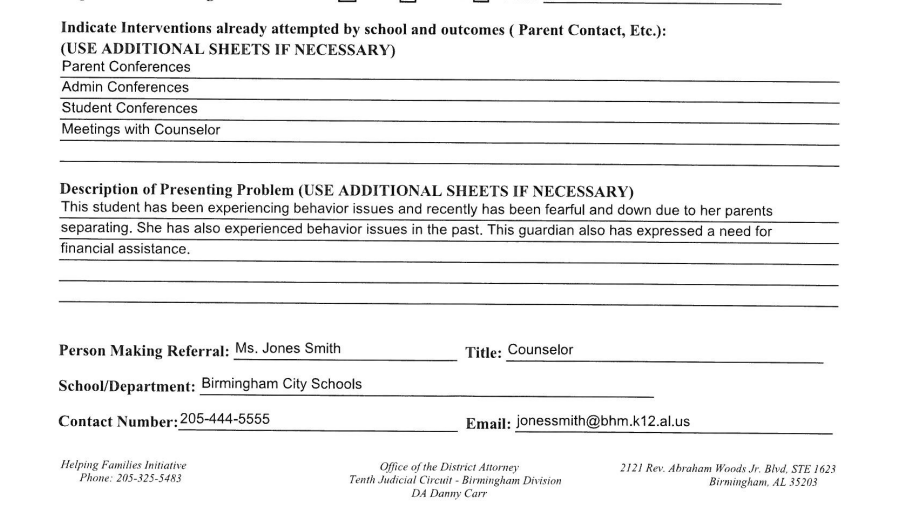 Indicate Interventions already attempted by school and outcomes ( Parent Contact, Etc.):
(USE ADDITIONAL SHEETS IF NECESSARY)
Parent Conferences
Admin Conferences
Student Conferences
Meetings with Counselor
Description of Presenting Problem (USE ADDITIONAL SHEETS IF NECESSARY)
This student has been experiencing behavior issues and recently has been fearful and down due to her parents
separating. She has also experienced behavior issues in the past. This guardian also has expressed a need for
financial assistance.
Person Making Referral: Ms. Jones Smith Title: Counselor
School/Department: Birmingham City Schools
Contact Number: 205-444-5555 Email: jonessmith@bhm.k12.al.us
Helping Families Initiative Office of the District Attorney 2121 Rev. Abraham Woods Jr. Blvd, STE 1623
Phone: 205-325-5483 Tenth Judicial Circuit - Birmingham Division Birmingham, AL 35203
DA Danny Carr